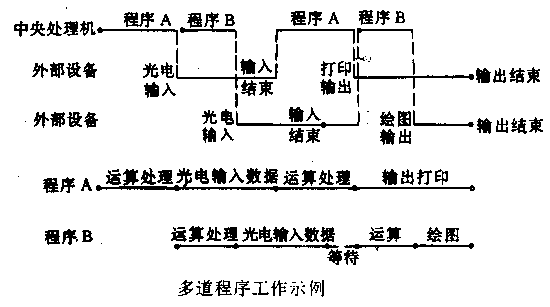 程序 A 程序 B 程序 A 程序 B
中央处理机
外部设备 光电输入 输入结束 打印输出 输出结束
外部设备 光电输入 输入结束 绘图输出 输出结束
程序 A 运算处理 光电输入数据 运算处理 输出打印
程序 B 运算处理 光电输入数据 等待 运算 绘图
多道程序工作示例